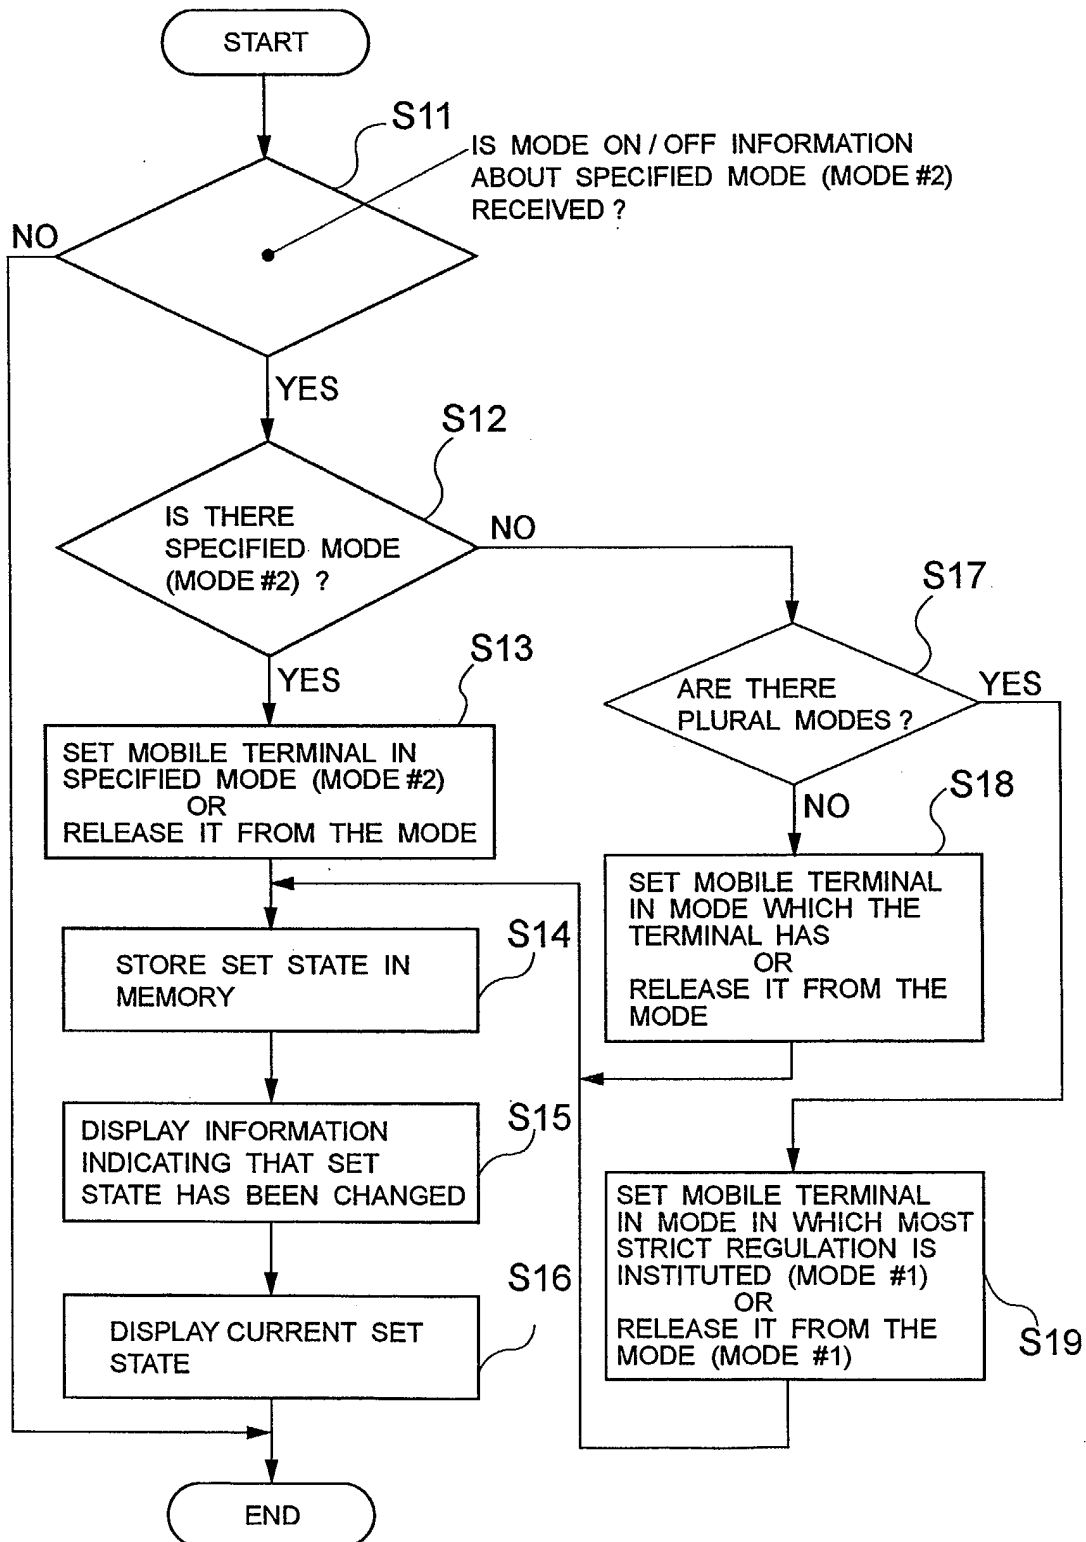 START
S11
IS MODE ON / OFF INFORMATION
ABOUT SPECIFIED MODE (MODE #2)
RECEIVED ?
NO
YES
S12
IS THERE
SPECIFIED MODE
(MODE #2) ?
NO
YES
S13
SET MOBILE TERMINAL IN
SPECIFIED MODE (MODE #2)
OR
RELEASE IT FROM THE MODE
S17
ARE THERE
PLURAL MODES ?
YES
NO
S18
SET MOBILE TERMINAL
IN MODE WHICH THE
TERMINAL HAS
OR
RELEASE IT FROM THE
MODE
S14
STORE SET STATE IN
MEMORY
S15
DISPLAY INFORMATION
INDICATING THAT SET
STATE HAS BEEN CHANGED
S16
DISPLAY CURRENT SET
STATE
S19
SET MOBILE TERMINAL
IN MODE IN WHICH MOST
STRICT REGULATION IS
INSTITUTED (MODE #1)
OR
RELEASE IT FROM THE
MODE (MODE #1)
END